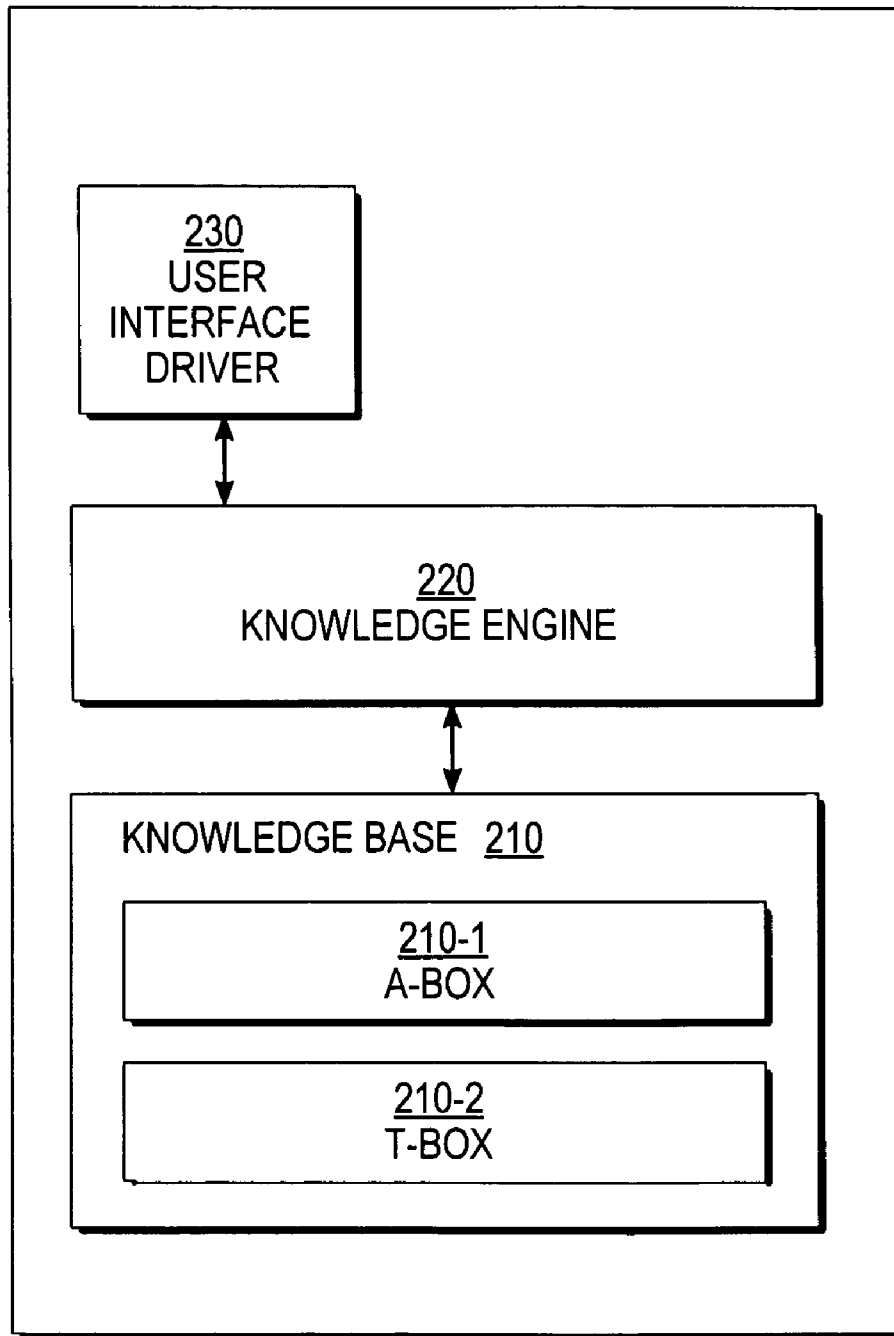 230
USER
INTERFACE
DRIVER
220
KNOWLEDGE ENGINE
KNOWLEDGE BASE 210
210-1
A-BOX
210-2
T-BOX